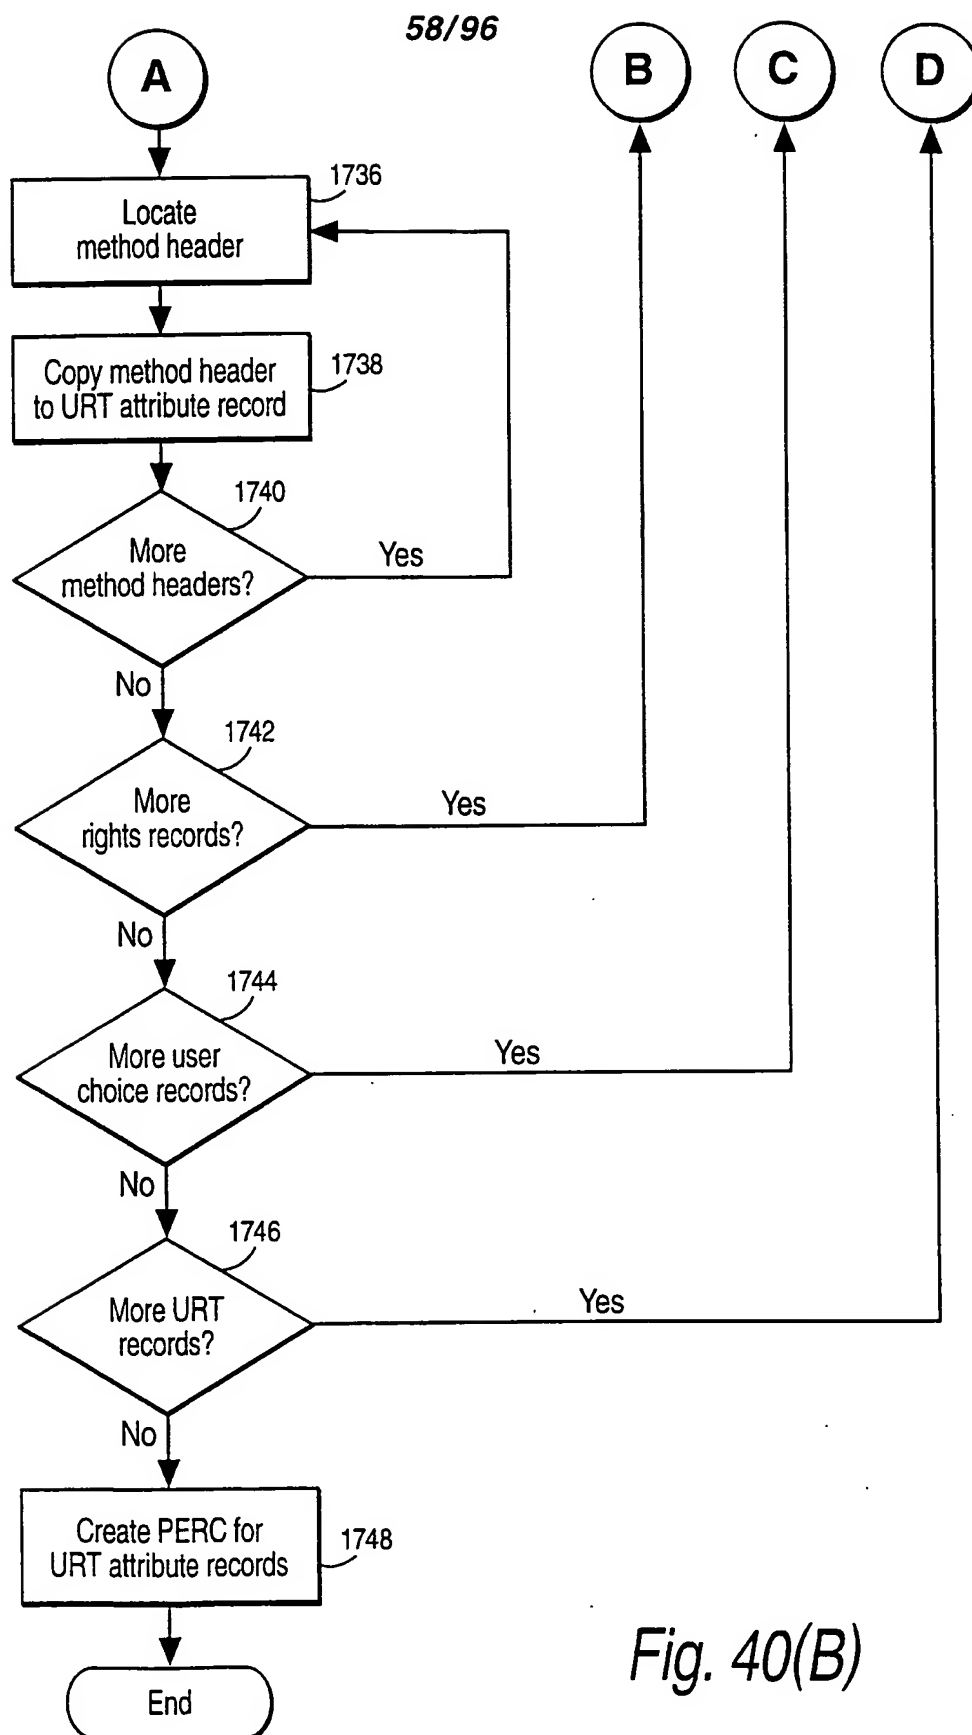 58/96
A
B
C
D
1736
Locate
method header
Copy method header
to URT attribute record
1738
1740
More
method headers?
Yes
No
1742
More
rights records?
Yes
No
1744
More user
choice records?
Yes
No
1746
More URT
records?
Yes
No
Create PERC for
URT attribute records
1748
End
Fig. 40(B)